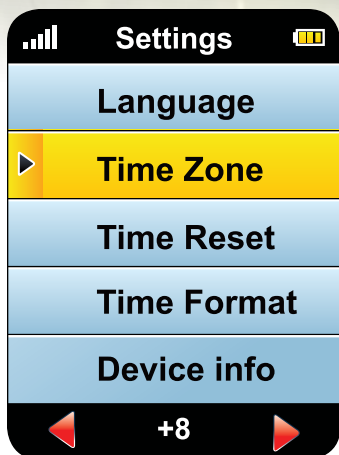 Settings
Language
Time Zone
Time Reset
Time Format
Device info
+8